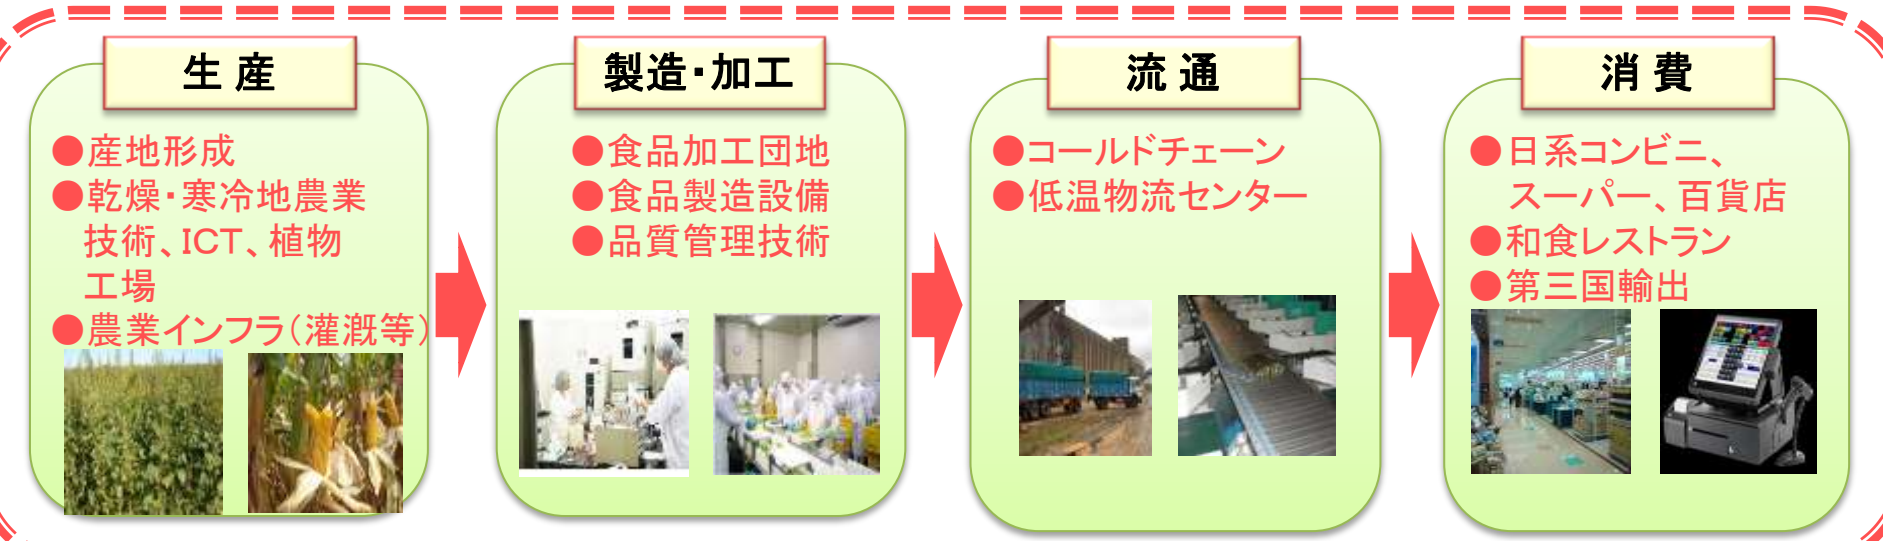 生 産
●産地形成
●乾燥・寒冷地農業
技術、ICT、植物
工場
●農業インフラ（灌漑等）
製造・加工
●食品加工団地
●食品製造設備
●品質管理技術
流 通
●コールドチェーン
●低温物流センター
消 費
●日系コンビニ、
スーパー、百貨店
●和食レストラン
●第三国輸出